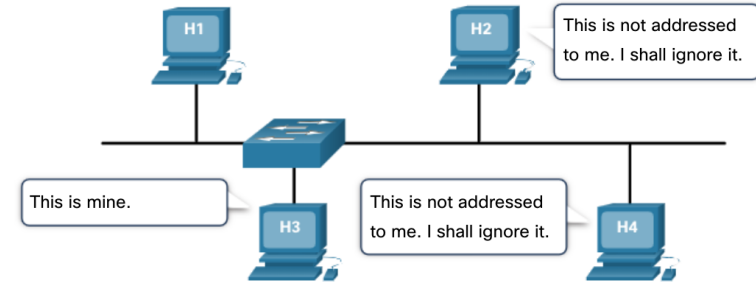 H1
H2
This is not addressed
to me. I shall ignore it.
This is mine.
H3
This is not addressed
to me. I shall ignore it.
H4